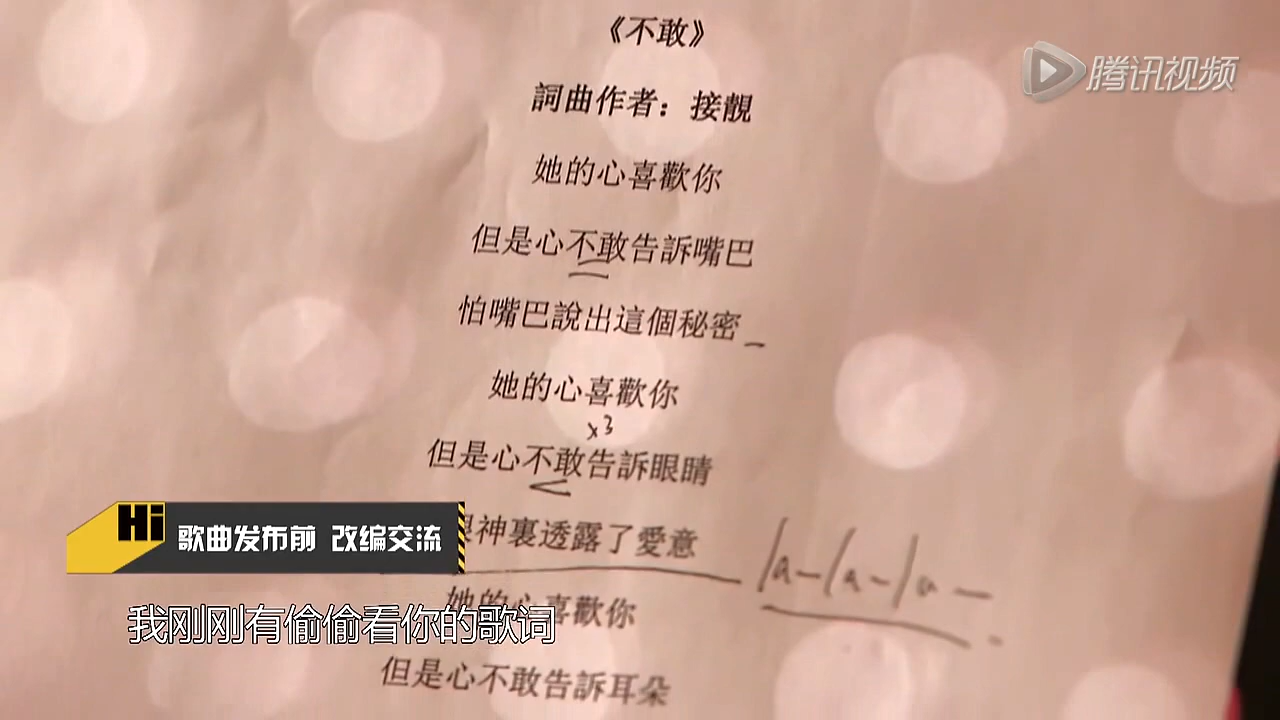 《不敢》
腾讯视频
詞曲作者：接靚
她的心喜歡你
但是心不敢告訴嘴巴
怕嘴巴說出這個秘密
她的心喜歡你
x3
但是心不敢告訴眼睛
Hi
歌曲发布前 改编交流
神裏透露了愛意
la-la-la-
她的心喜歡你
我刚刚有偷偷看你的歌词
但是心不敢告訴耳朵